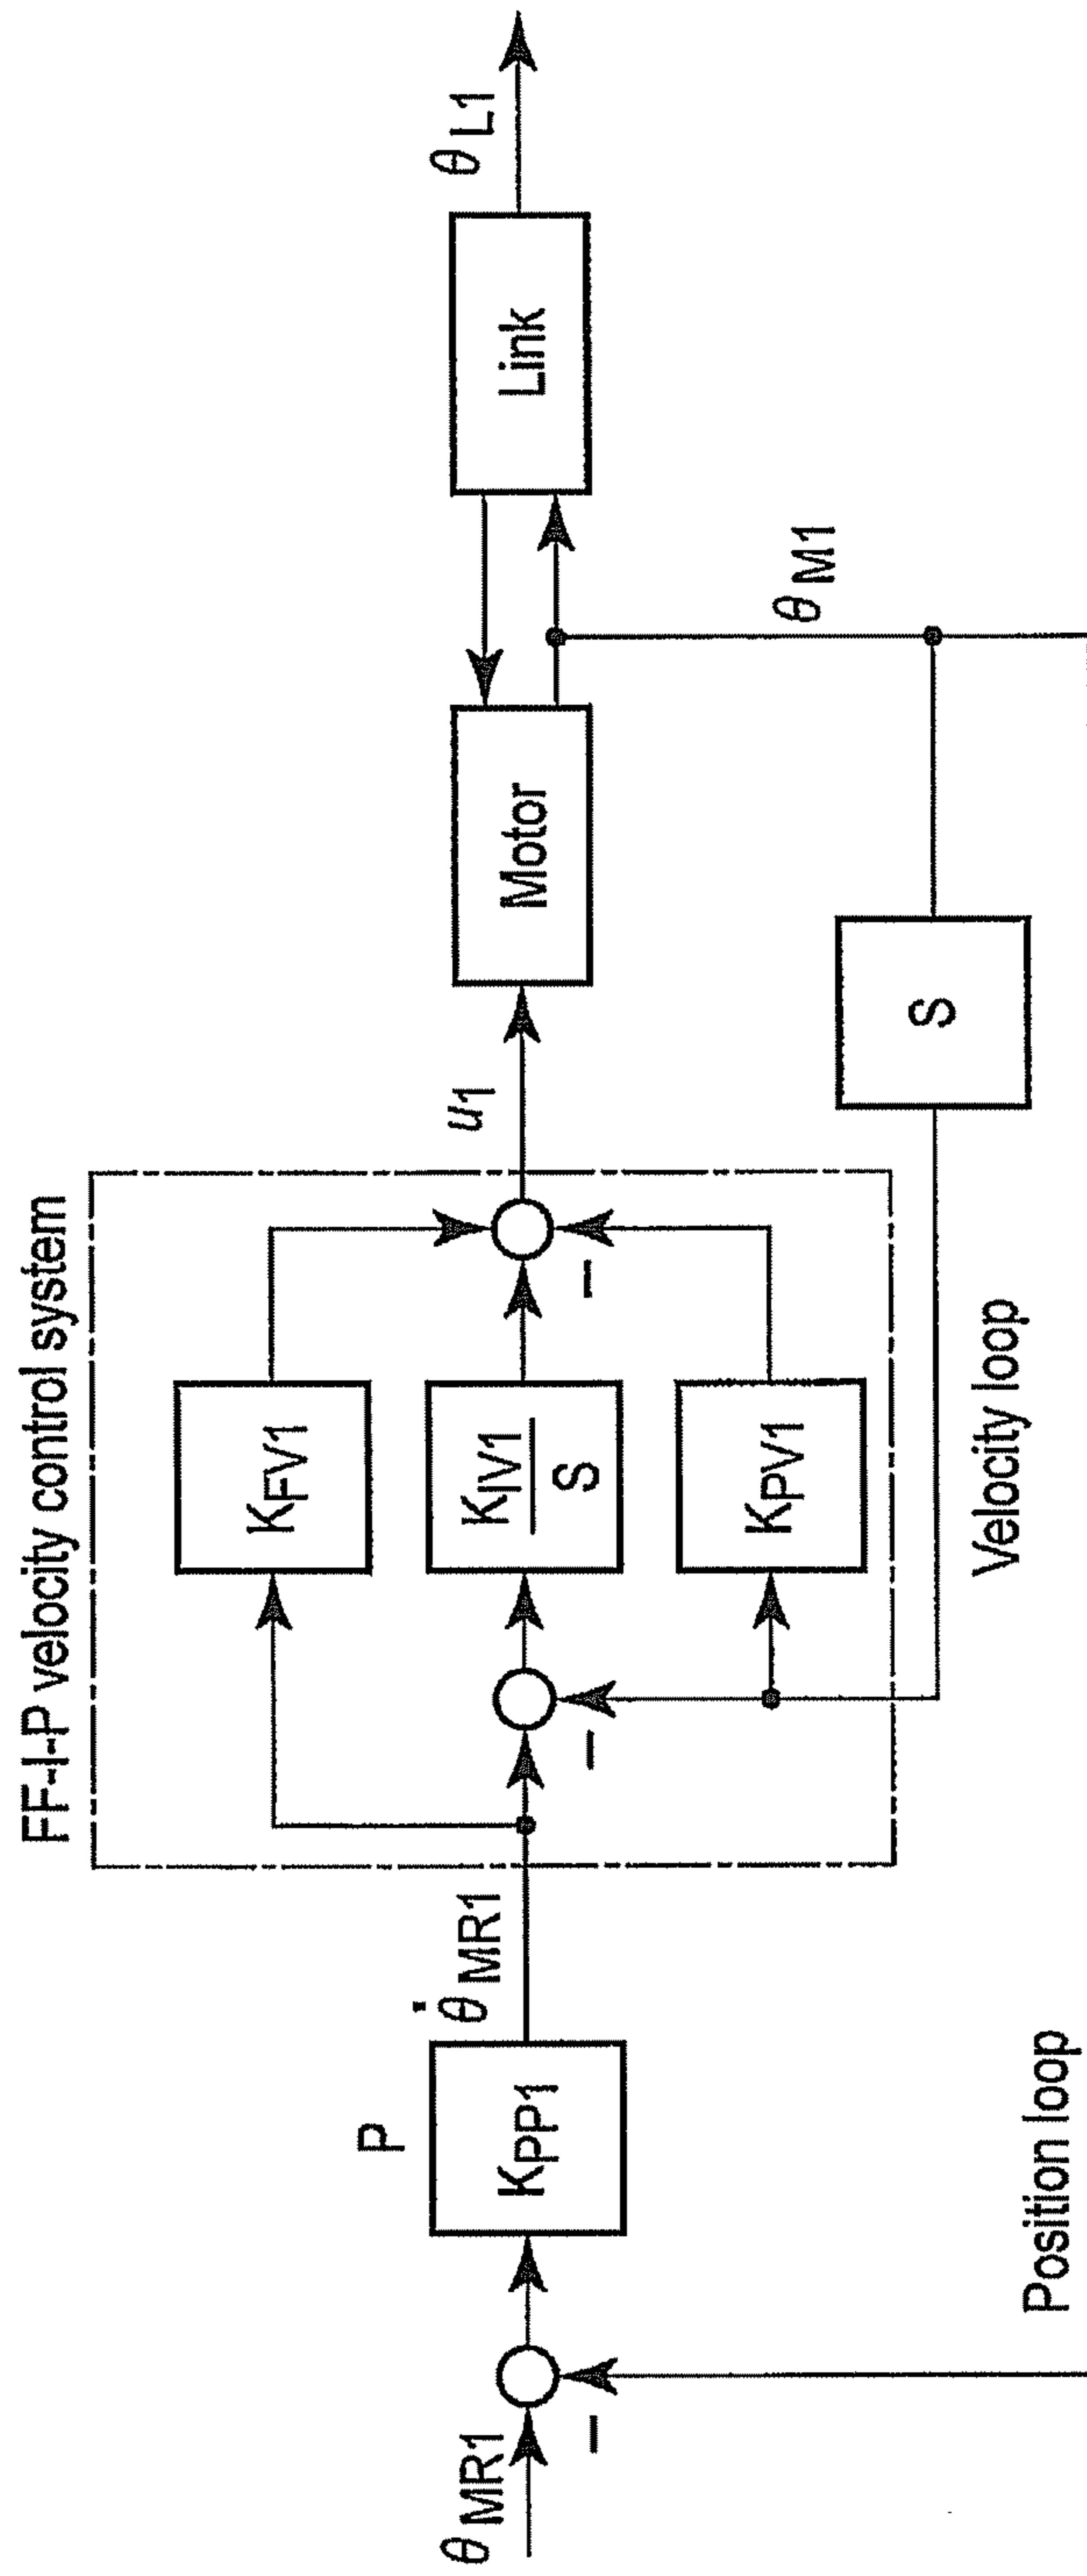 FF-I-P velocity control system
P
θMR1
KPP1
θ̇MR1
KFV1
KIV1
S
KPV1
u1
Motor
Link
θL1
θM1
S
Velocity loop
Position loop